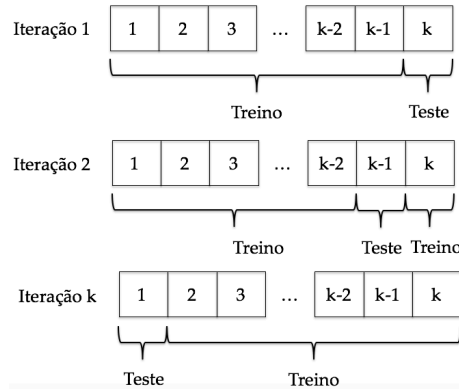 Iteração 1 1 2 3 ... k-2 k-1 k
Treino Teste
Iteração 2 1 2 3 ... k-2 k-1 k
Treino Teste Treino
Iteração k 1 2 3 ... k-2 k-1 k
Teste Treino